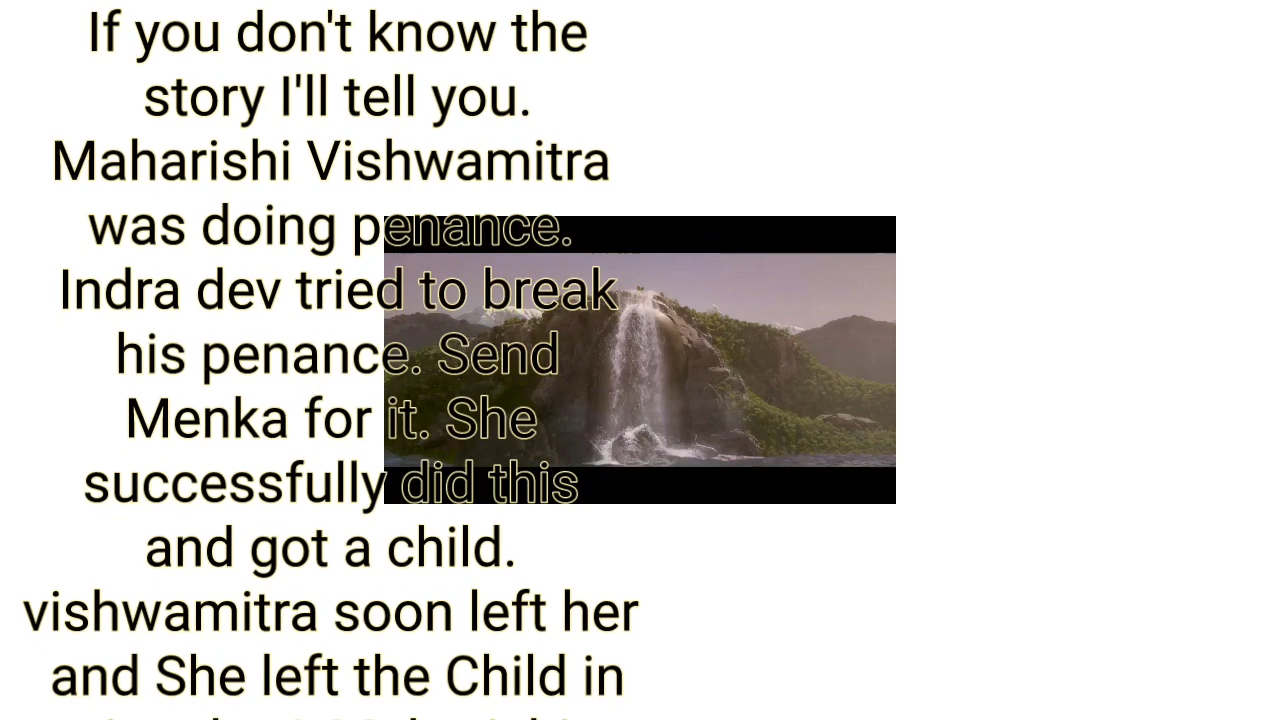 If you don't know the
story I'll tell you.
Maharishi Vishwamitra
was doing penance.
Indra dev tried to break
his penance. Send
Menka for it. She
successfully did this
and got a child.
vishwamitra soon left her
and She left the Child in